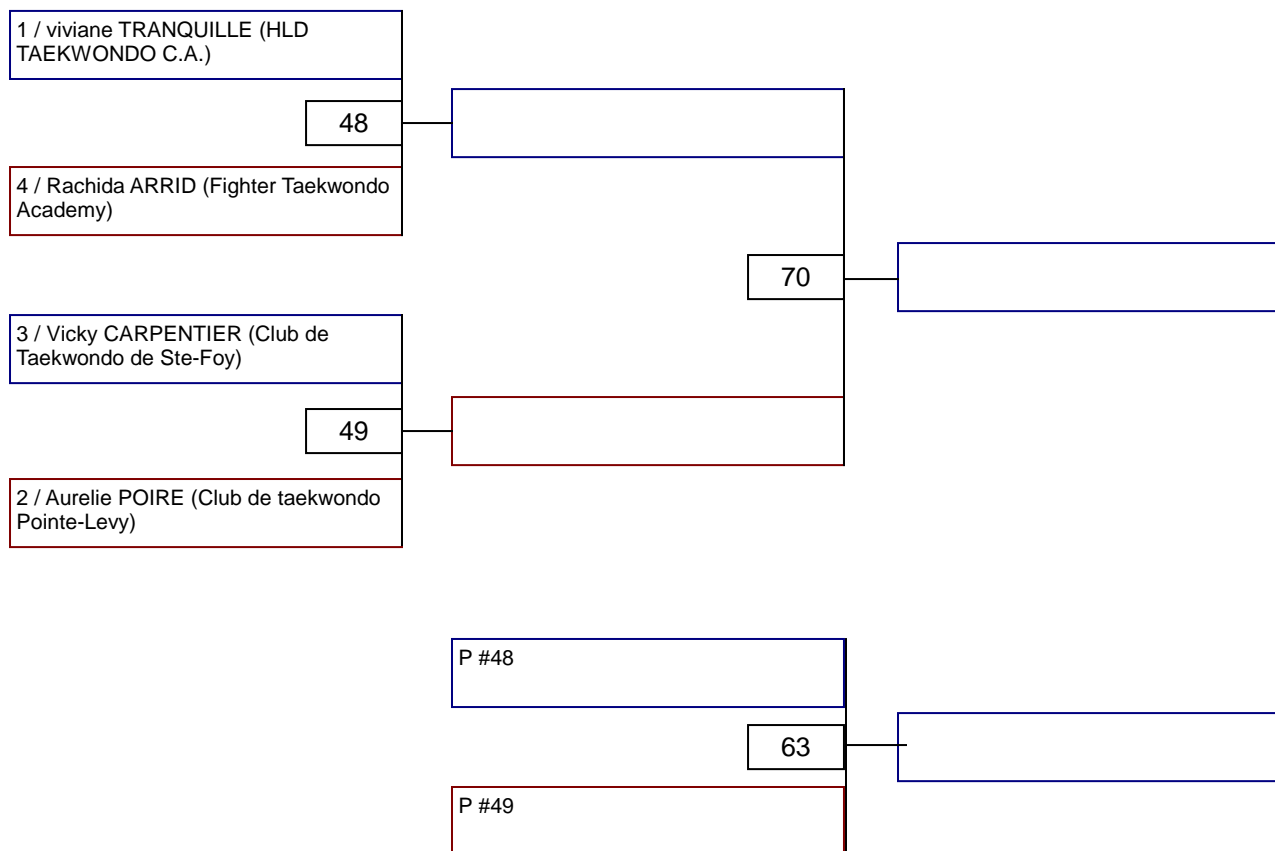 1 / viviane TRANQUILLE (HLD
TAEKWONDO C.A.)
48
4 / Rachida ARRID (Fighter Taekwondo
Academy)
70
3 / Vicky CARPENTIER (Club de
Taekwondo de Ste-Foy)
49
2 / Aurelie POIRE (Club de taekwondo
Pointe-Levy)
P #48
63
P #49